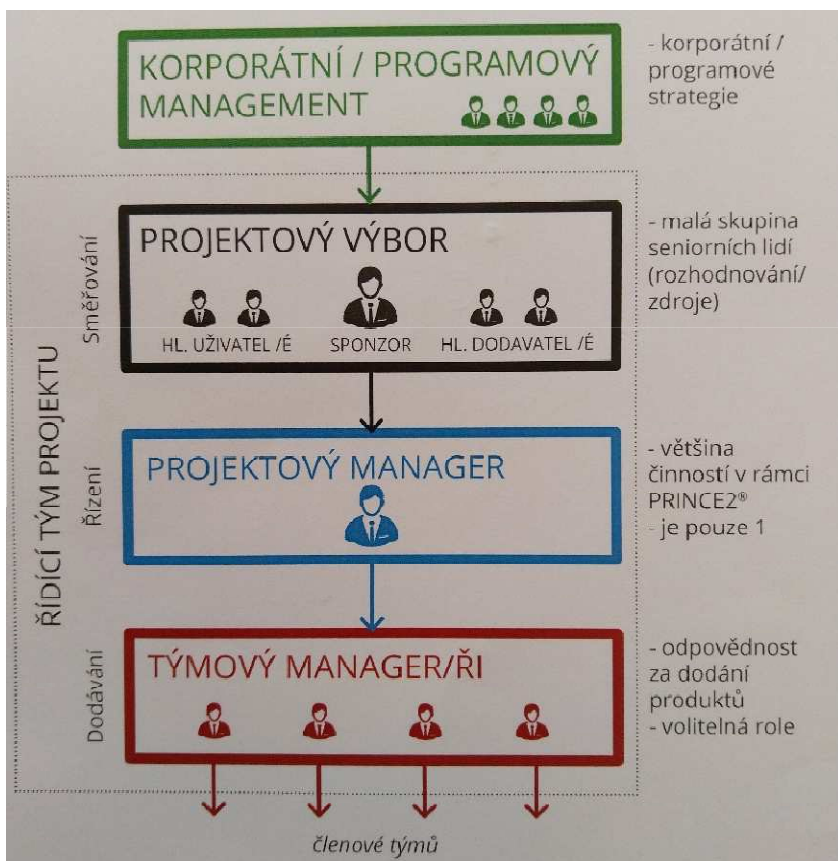 KORPORÁTNÍ / PROGRAMOVÝ
MANAGEMENT
- korporátní /
programové
strategie
ŘÍDÍCÍ TÝM PROJEKTU
Směřování
PROJEKTOVÝ VÝBOR
HL. UŽIVATEL /É
SPONZOR
HL. DODAVATEL /É
- malá skupina
seniorních lidí
(rozhodnování/
zdroje)
Řízení
PROJEKTOVÝ MANAGER
- většina
činností v rámci
PRINCE2®
- je pouze 1
Dodávání
TÝMOVÝ MANAGER/ŘI
- odpovědnost
za dodání
produktů
- volitelná role
členové týmů